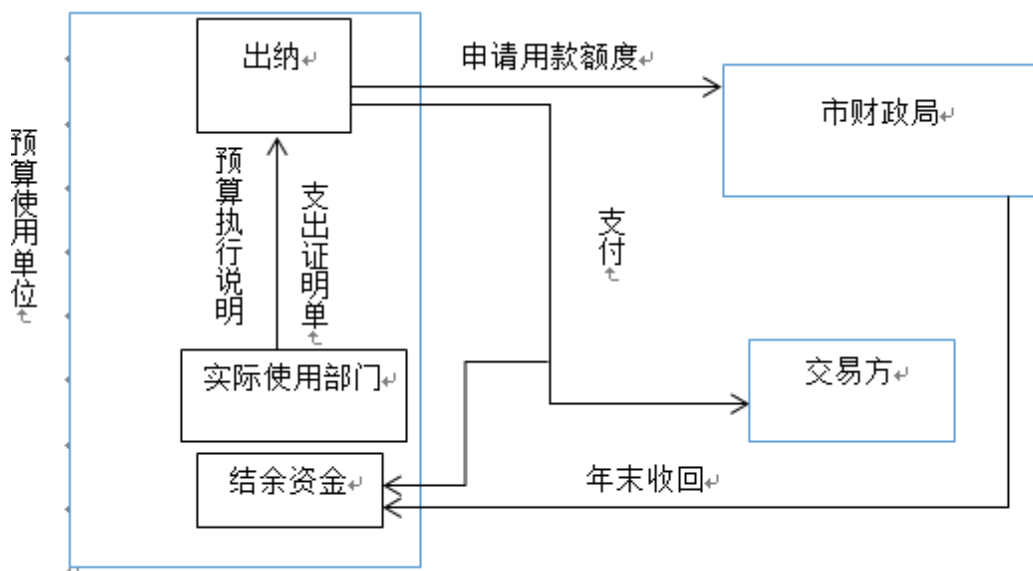 出纳
申请用款额度
市财政局
预算使用单位
预算执行说明
支出证明单
支付
实际使用部门
交易方
结余资金
年末收回